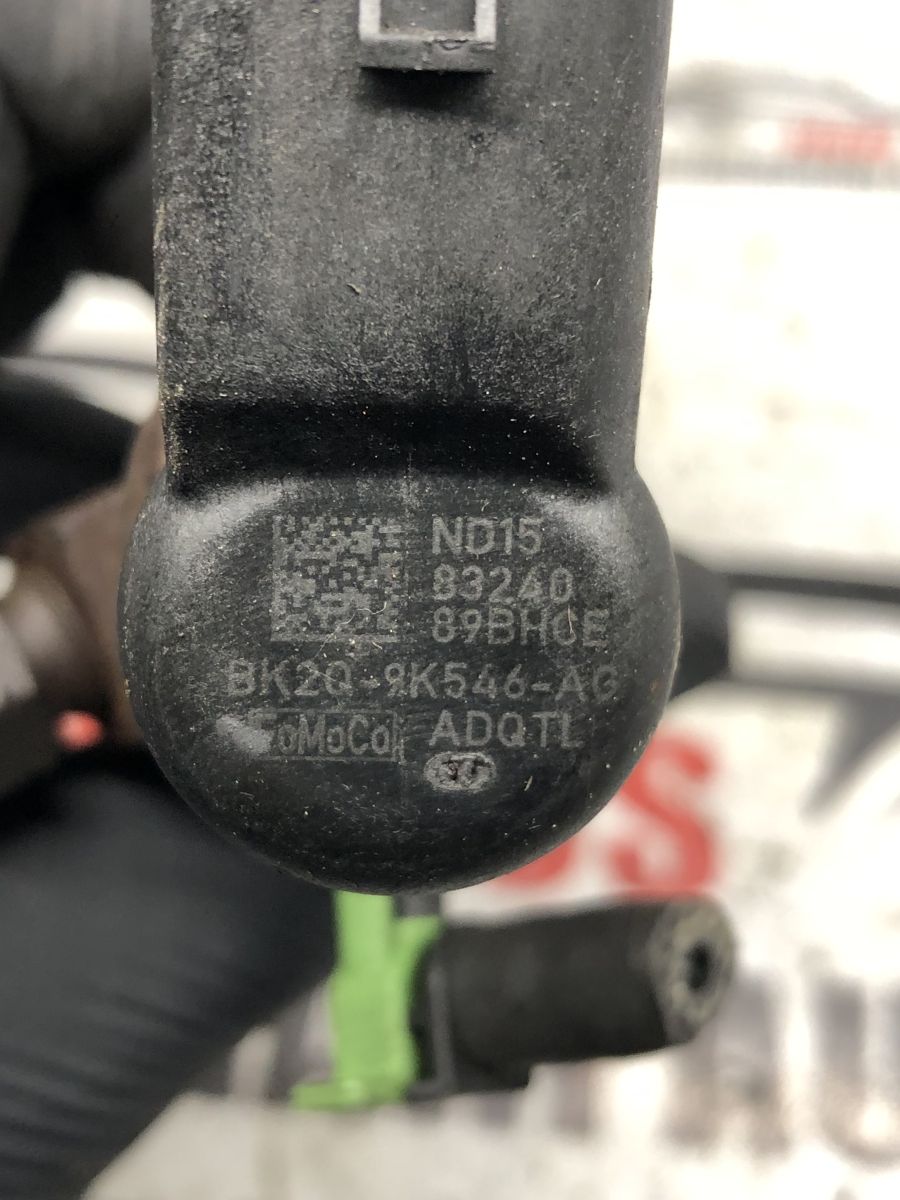 ND15
83240
89BHCE
BK2Q-9K546-AG
FoMoCo ADQTL